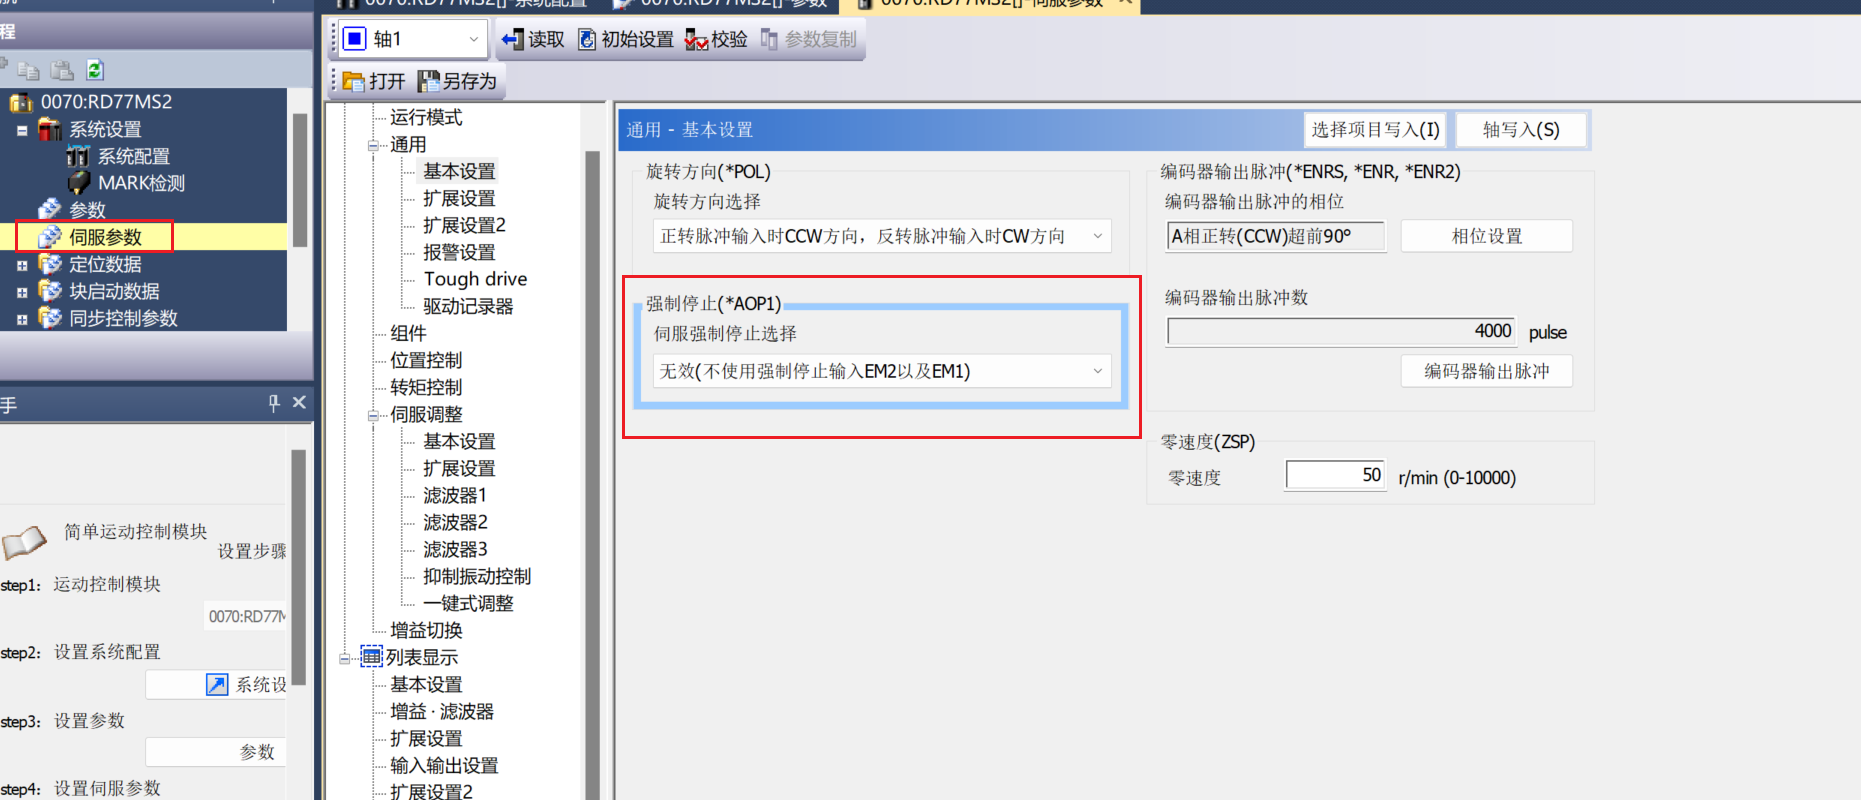 0070:RD77MS2[]-系统配置
0070:RD77MS2[]-参数
0070:RD77MS2[]-伺服参数
程
轴1
读取
初始设置
校验
参数复制
打开
另存为
0070:RD77MS2
系统设置
系统配置
MARK检测
参数
伺服参数
定位数据
块启动数据
同步控制参数
手
简单运动控制模块
设置步骤
step1:
运动控制模块
0070:RD77M
step2:
设置系统配置
系统设
step3:
设置参数
参数
step4:
设置伺服参数
运行模式
通用
基本设置
扩展设置
扩展设置2
报警设置
Tough drive
驱动记录器
组件
位置控制
转矩控制
伺服调整
基本设置
扩展设置
滤波器1
滤波器2
滤波器3
抑制振动控制
一键式调整
增益切换
列表显示
基本设置
增益·滤波器
扩展设置
输入输出设置
扩展设置2
通用 - 基本设置
选择项目写入(I)
轴写入(S)
旋转方向(*POL)
旋转方向选择
正转脉冲输入时CCW方向，反转脉冲输入时CW方向
强制停止(*AOP1)
伺服强制停止选择
无效(不使用强制停止输入EM2以及EM1)
编码器输出脉冲(*ENRS, *ENR, *ENR2)
编码器输出脉冲的相位
A相正转(CCW)超前90°
相位设置
编码器输出脉冲数
4000 pulse
编码器输出脉冲
零速度(ZSP)
零速度
50 r/min (0-10000)